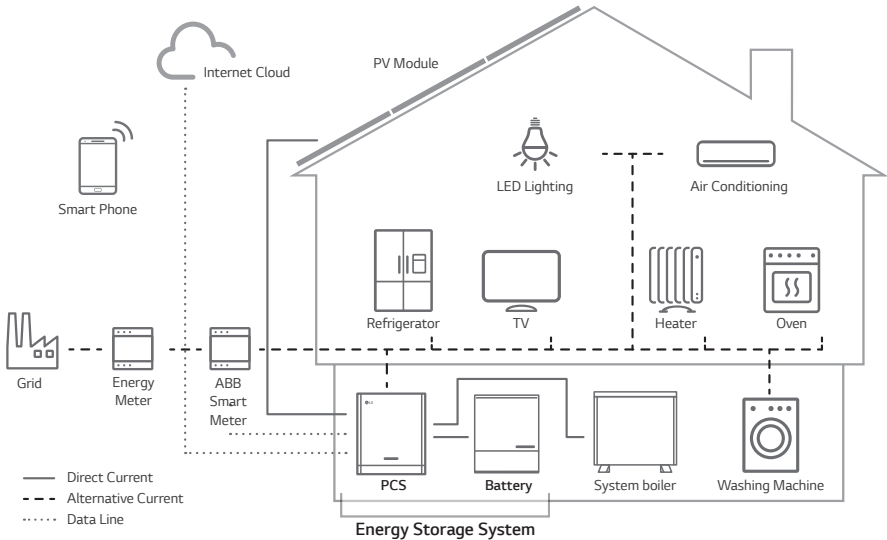 Internet Cloud
PV Module
Smart Phone
LED Lighting
Air Conditioning
Refrigerator
TV
Heater
Oven
Grid
Energy
Meter
ABB
Smart
Meter
PCS
Battery
System boiler
Washing Machine
Direct Current
Alternative Current
Data Line
Energy Storage System